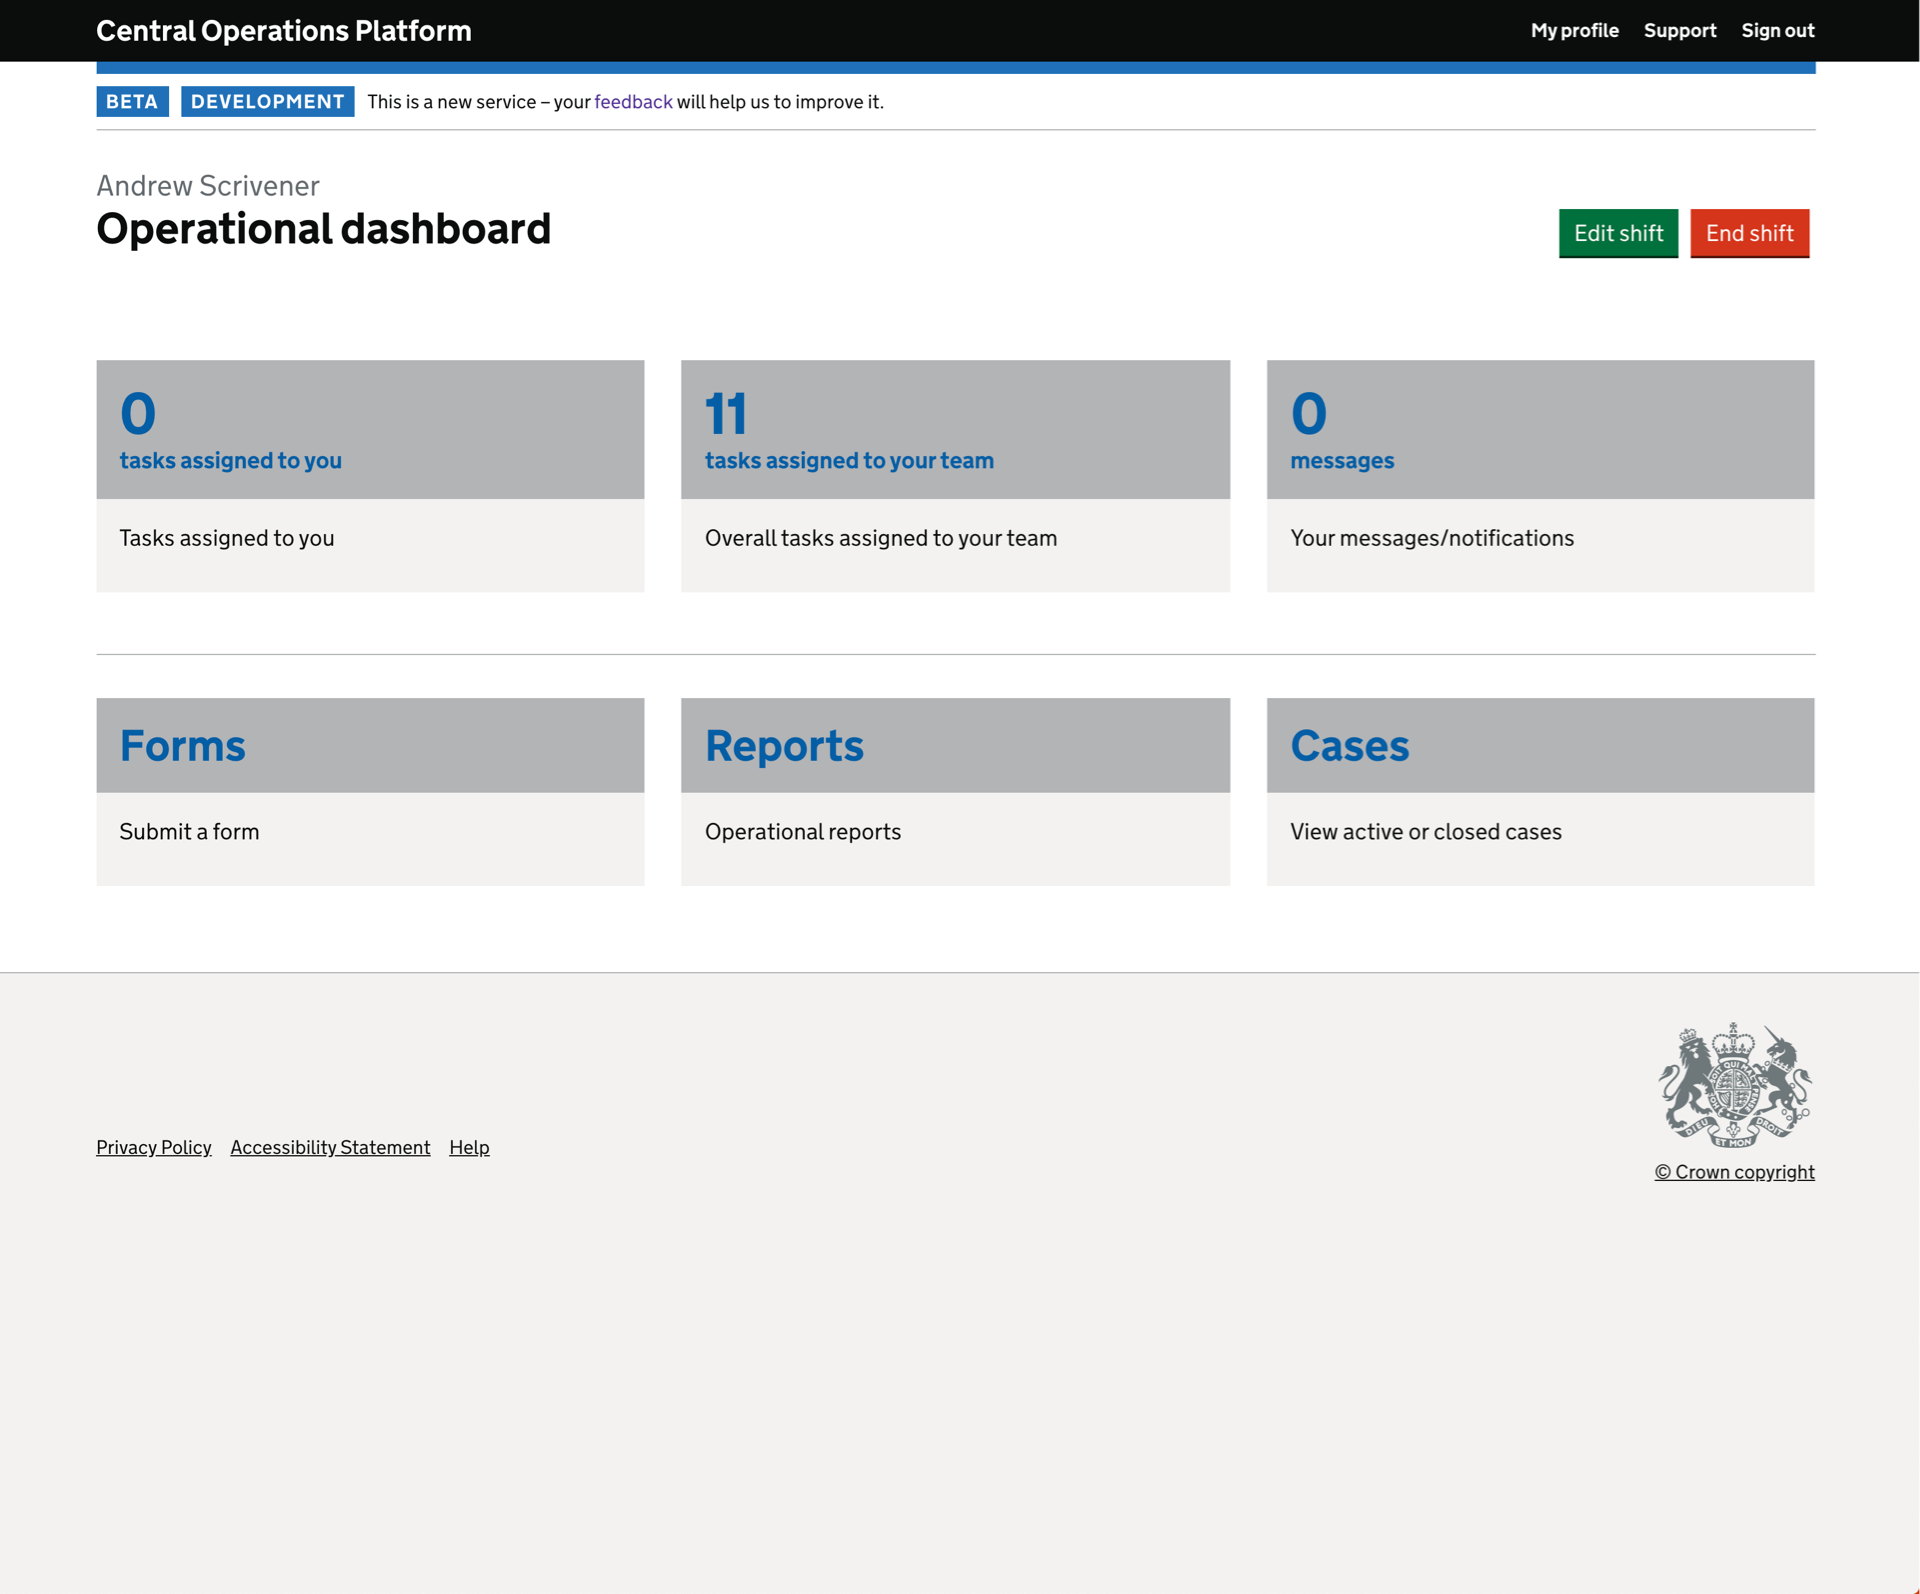 Central Operations Platform
My profile Support Sign out
BETA DEVELOPMENT This is a new service – your feedback will help us to improve it.
Andrew Scrivener
Operational dashboard
Edit shift End shift
0
tasks assigned to you
Tasks assigned to you
11
tasks assigned to your team
Overall tasks assigned to your team
0
messages
Your messages/notifications
Forms
Submit a form
Reports
Operational reports
Cases
View active or closed cases
DIEU ET MON DROIT
Privacy Policy Accessibility Statement Help
© Crown copyright